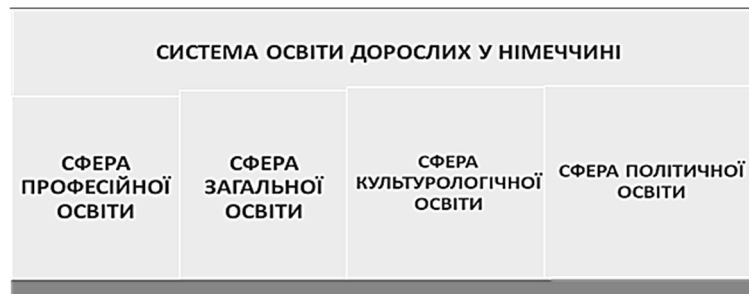 СИСТЕМА ОСВІТИ ДОРОСЛИХ У НІМЕЧЧИНІ
СФЕРА
ПРОФЕСІЙНОЇ
ОСВІТИ
СФЕРА
ЗАГАЛЬНОЇ
ОСВІТИ
СФЕРА
КУЛЬТУРОЛОГІЧНОЇ
ОСВІТИ
СФЕРА ПОЛІТИЧНОЇ
ОСВІТИ